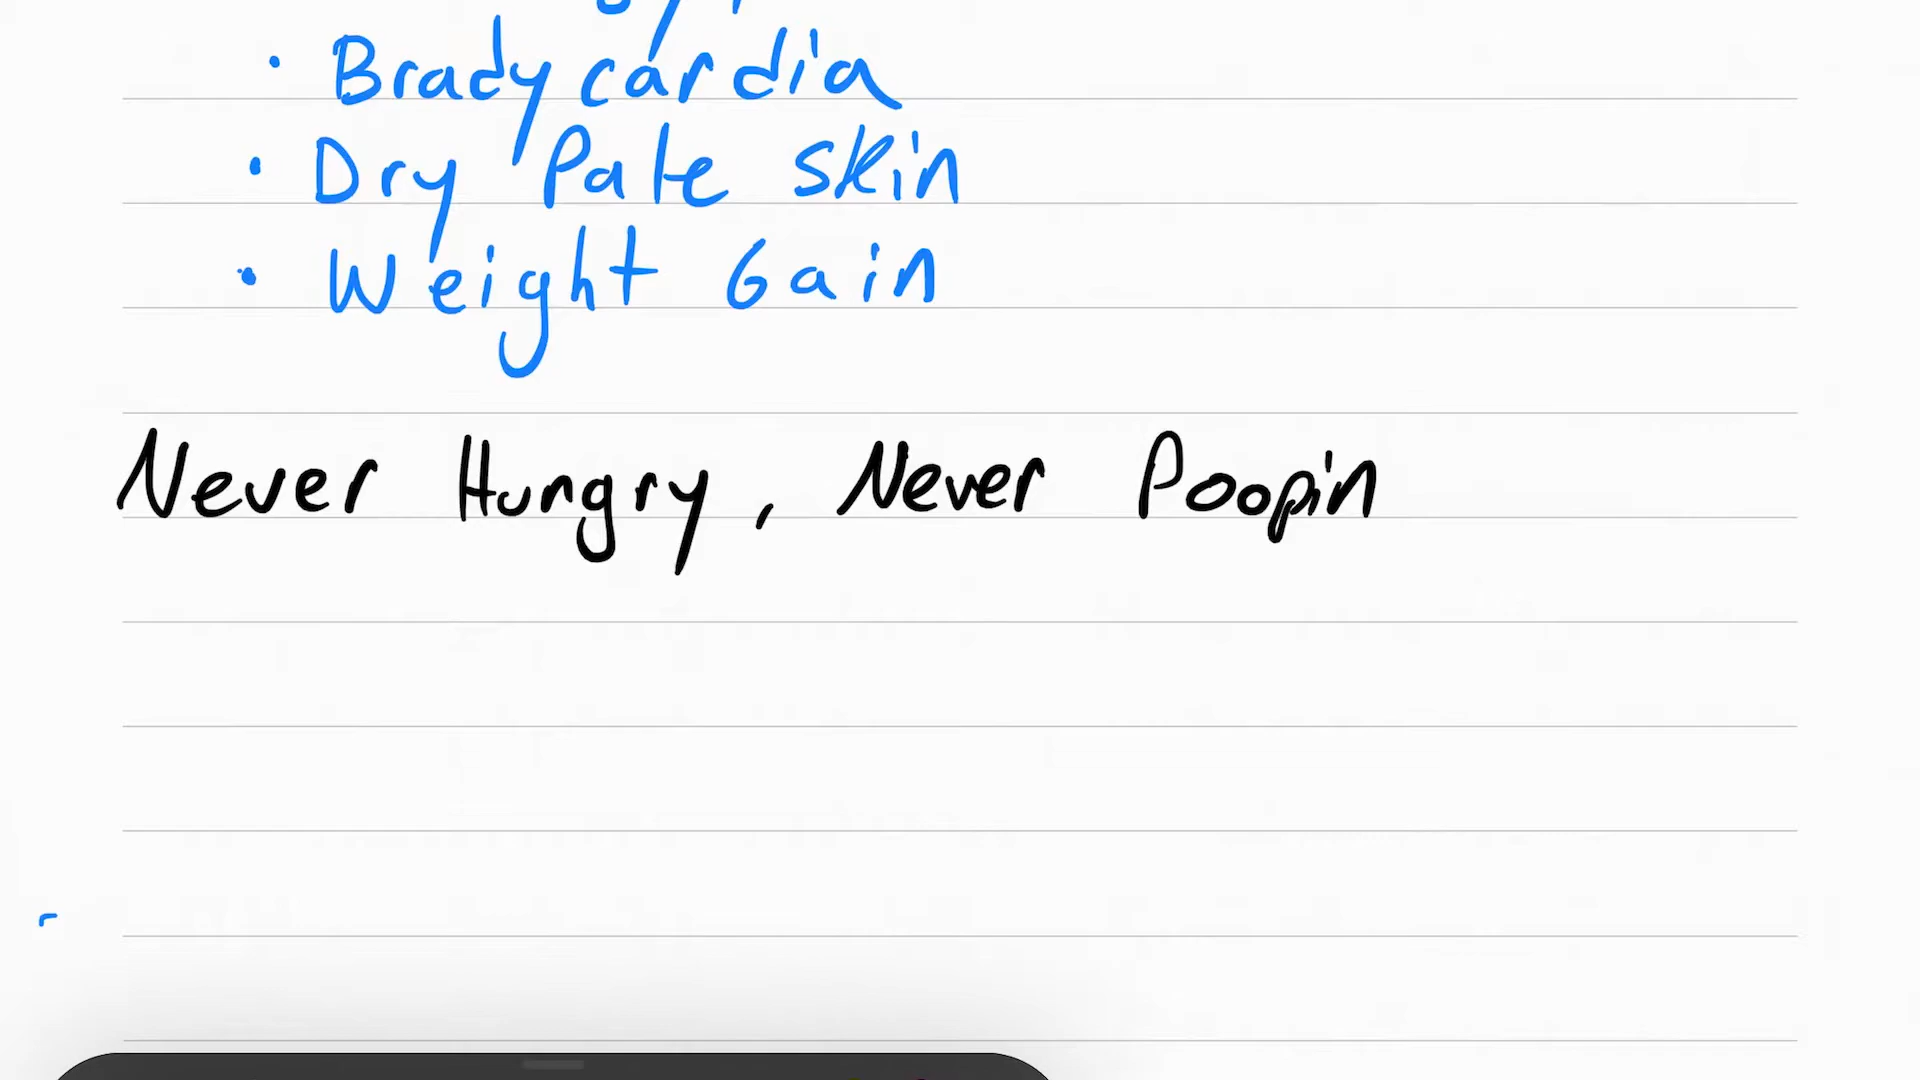 • Bradycardia
• Dry Pale skin
• Weight Gain
Never Hungry, Never Poopin